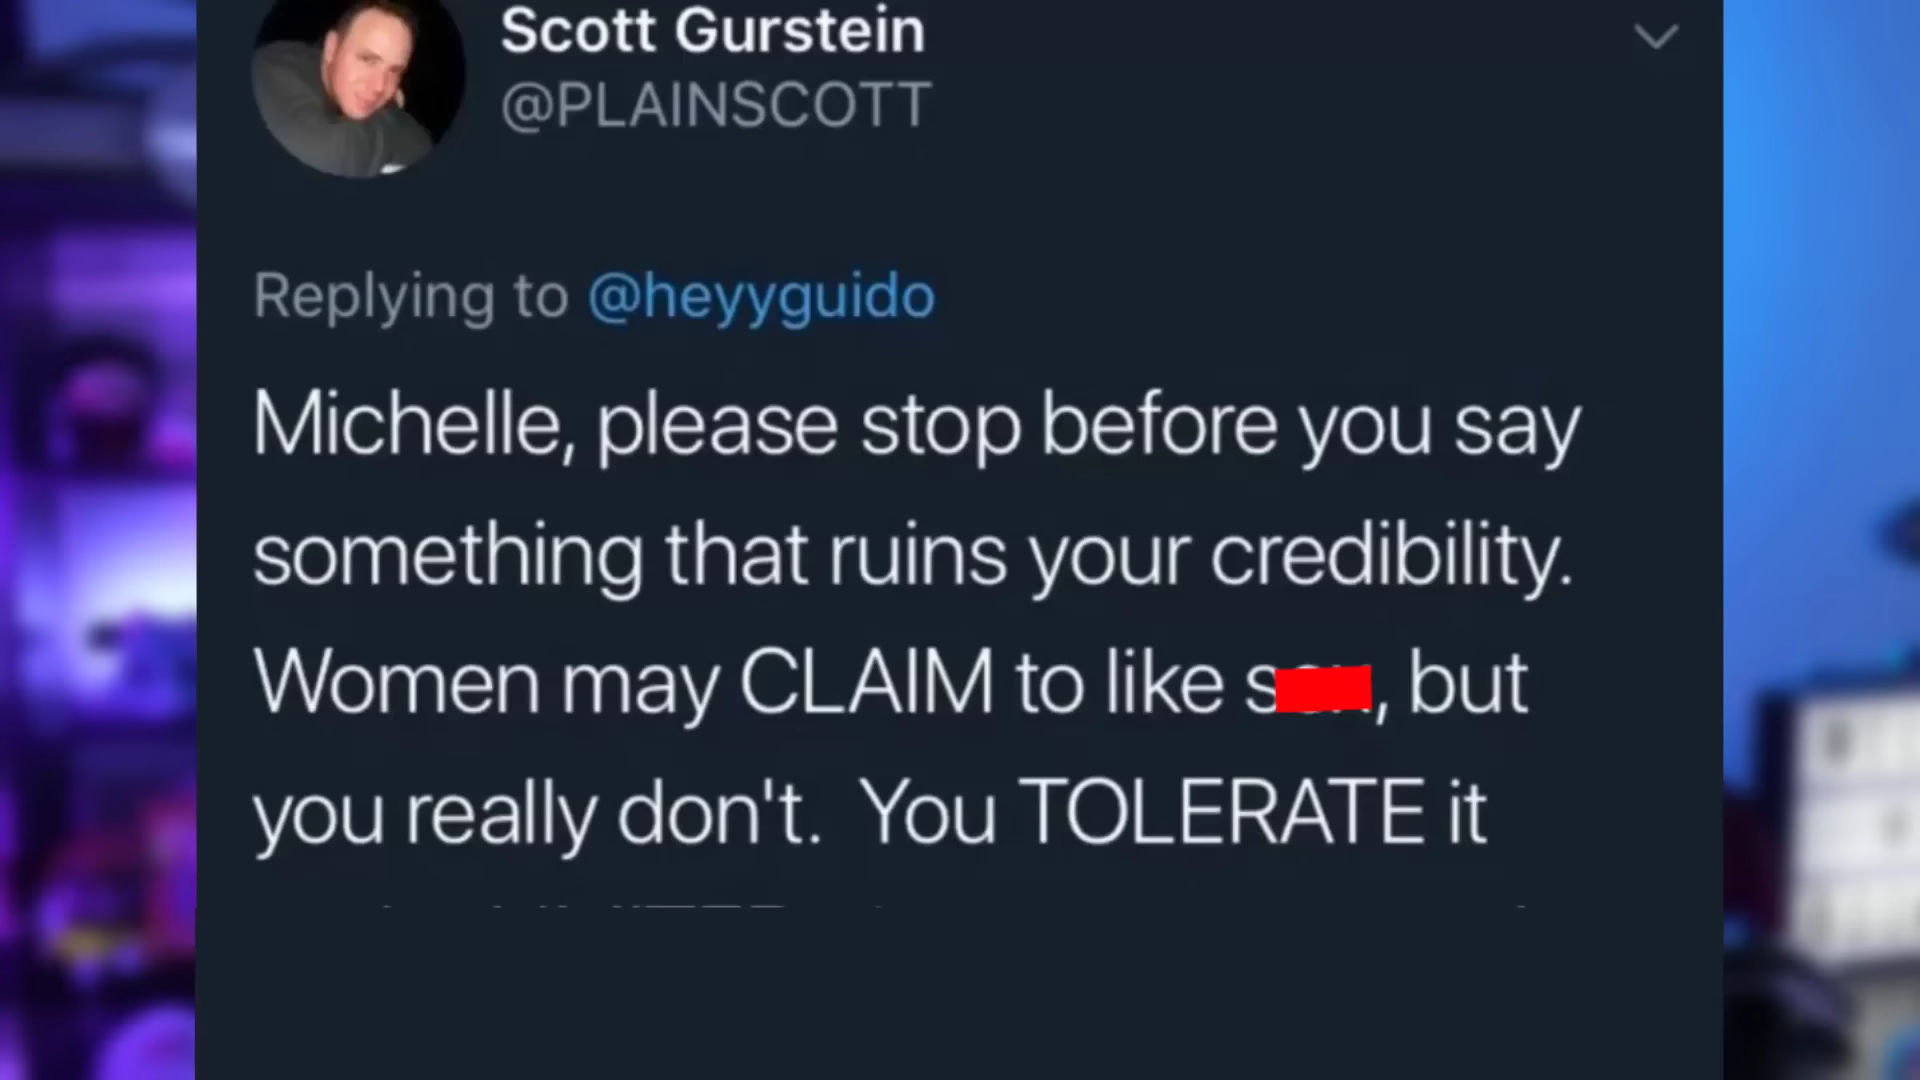 Scott Gurstein
@PLAINSCOTT
Replying to @heyyguido
Michelle, please stop before you say
something that ruins your credibility.
Women may CLAIM to like s, but
you really don't.  You TOLERATE it